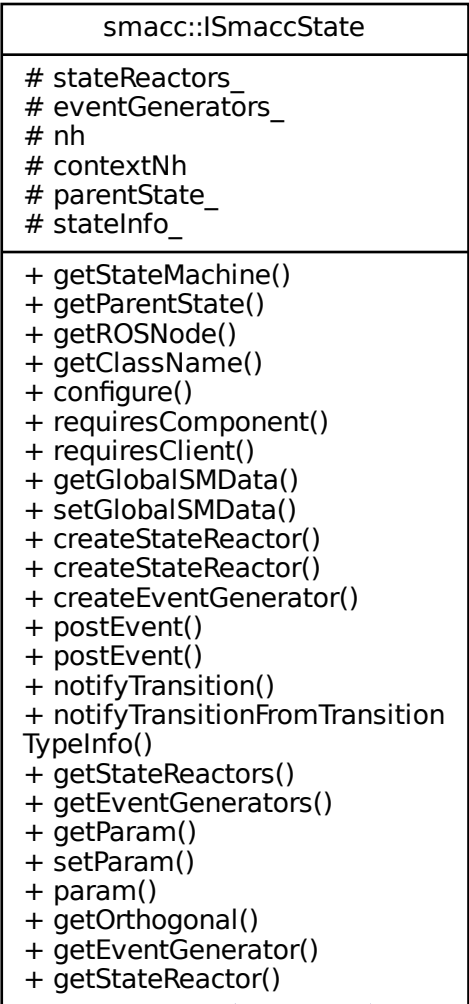 smacc::ISmaccState
# stateReactors_
# eventGenerators_
# nh
# contextNh
# parentState_
# stateInfo_
+ getStateMachine()
+ getParentState()
+ getROSNode()
+ getClassName()
+ configure()
+ requiresComponent()
+ requiresClient()
+ getGlobalSMData()
+ setGlobalSMData()
+ createStateReactor()
+ createStateReactor()
+ createEventGenerator()
+ postEvent()
+ postEvent()
+ notifyTransition()
+ notifyTransitionFromTransition
TypeInfo()
+ getStateReactors()
+ getEventGenerators()
+ getParam()
+ setParam()
+ param()
+ getOrthogonal()
+ getEventGenerator()
+ getStateReactor()